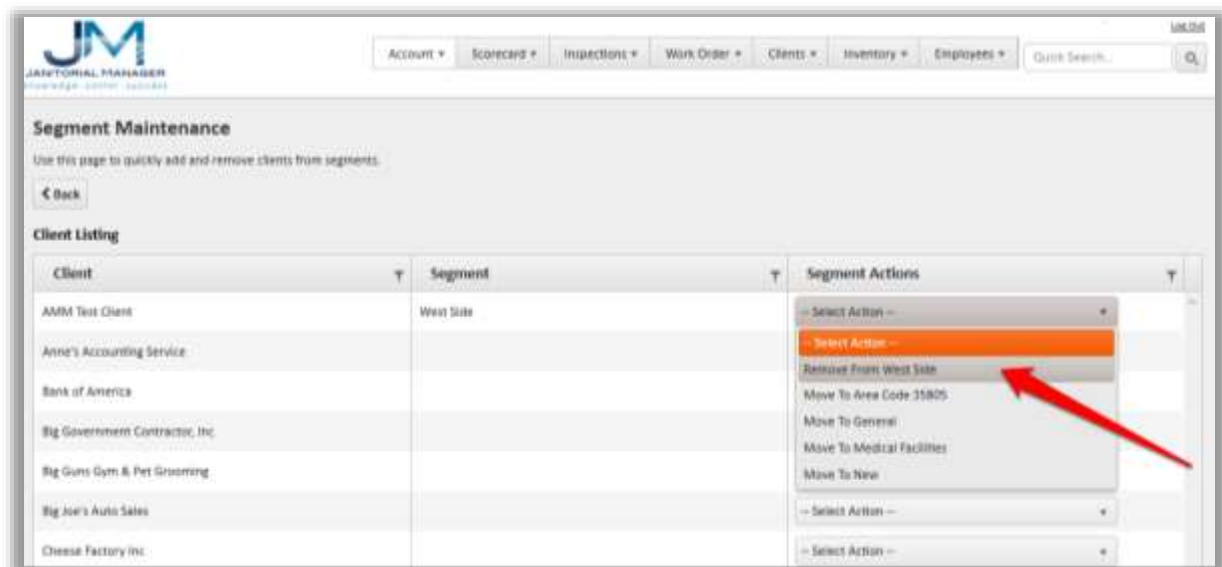 Log Out
JM
JANITORIAL MANAGER
Account Scorecard Inspections Work Order Clients Inventory Employees Quick Search...
Segment Maintenance
Use this page to quickly add and remove clients from segments.
Back
Client Listing
Client Segment Segment Actions
AMM Test Client West Side -- Select Action --
-- Select Action --
Anne's Accounting Service
Remove From West Side
Bank of America
Move To Area Code 35805
Move To General
Big Government Contractor, Inc.
Move To Medical Facilities
Big Guns Gym & Pet Grooming
Move To New
Big Joe's Auto Sales -- Select Action --
Cheese Factory Inc -- Select Action --